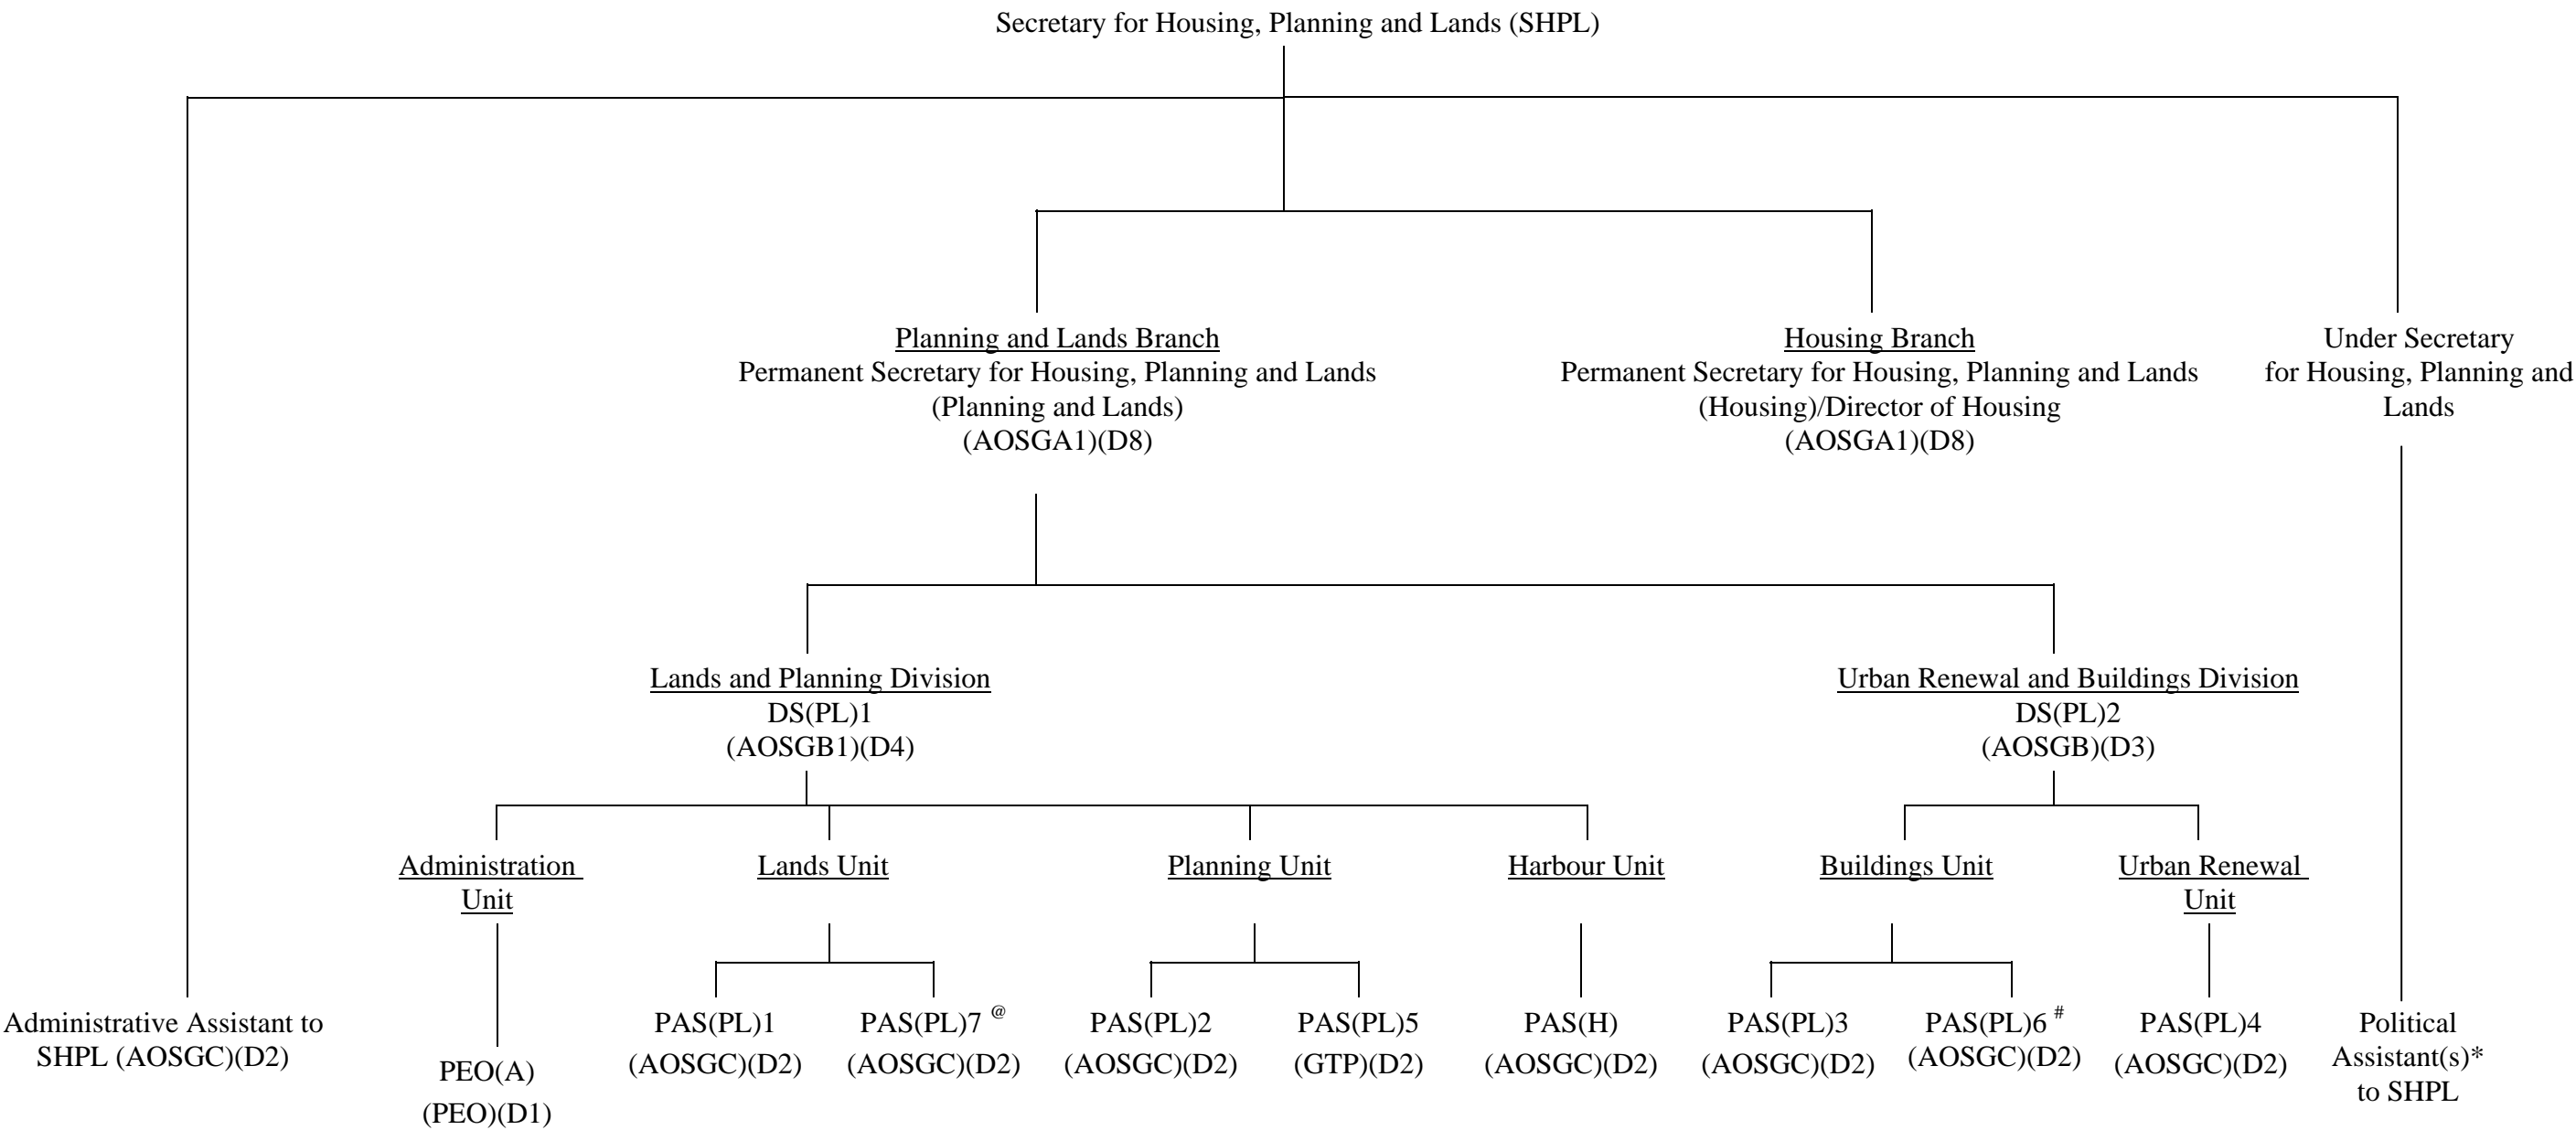 Secretary for Housing, Planning and Lands (SHPL)
Planning and Lands Branch
Permanent Secretary for Housing, Planning and Lands
(Planning and Lands)
(AOSGA1)(D8)
Housing Branch
Permanent Secretary for Housing, Planning and Lands
(Housing)/Director of Housing
(AOSGA1)(D8)
Under Secretary
for Housing, Planning and
Lands
Lands and Planning Division
DS(PL)1
(AOSGB1)(D4)
Urban Renewal and Buildings Division
DS(PL)2
(AOSGB)(D3)
Administration
Unit
Lands Unit
Planning Unit
Harbour Unit
Buildings Unit
Urban Renewal
Unit
Administrative Assistant to
SHPL (AOSGC)(D2)
PEO(A)
(PEO)(D1)
PAS(PL)1
(AOSGC)(D2)
PAS(PL)7 @
(AOSGC)(D2)
PAS(PL)2
(AOSGC)(D2)
PAS(PL)5
(GTP)(D2)
PAS(H)
(AOSGC)(D2)
PAS(PL)3
(AOSGC)(D2)
PAS(PL)6 #
(AOSGC)(D2)
PAS(PL)4
(AOSGC)(D2)
Political
Assistant(s)*
to SHPL